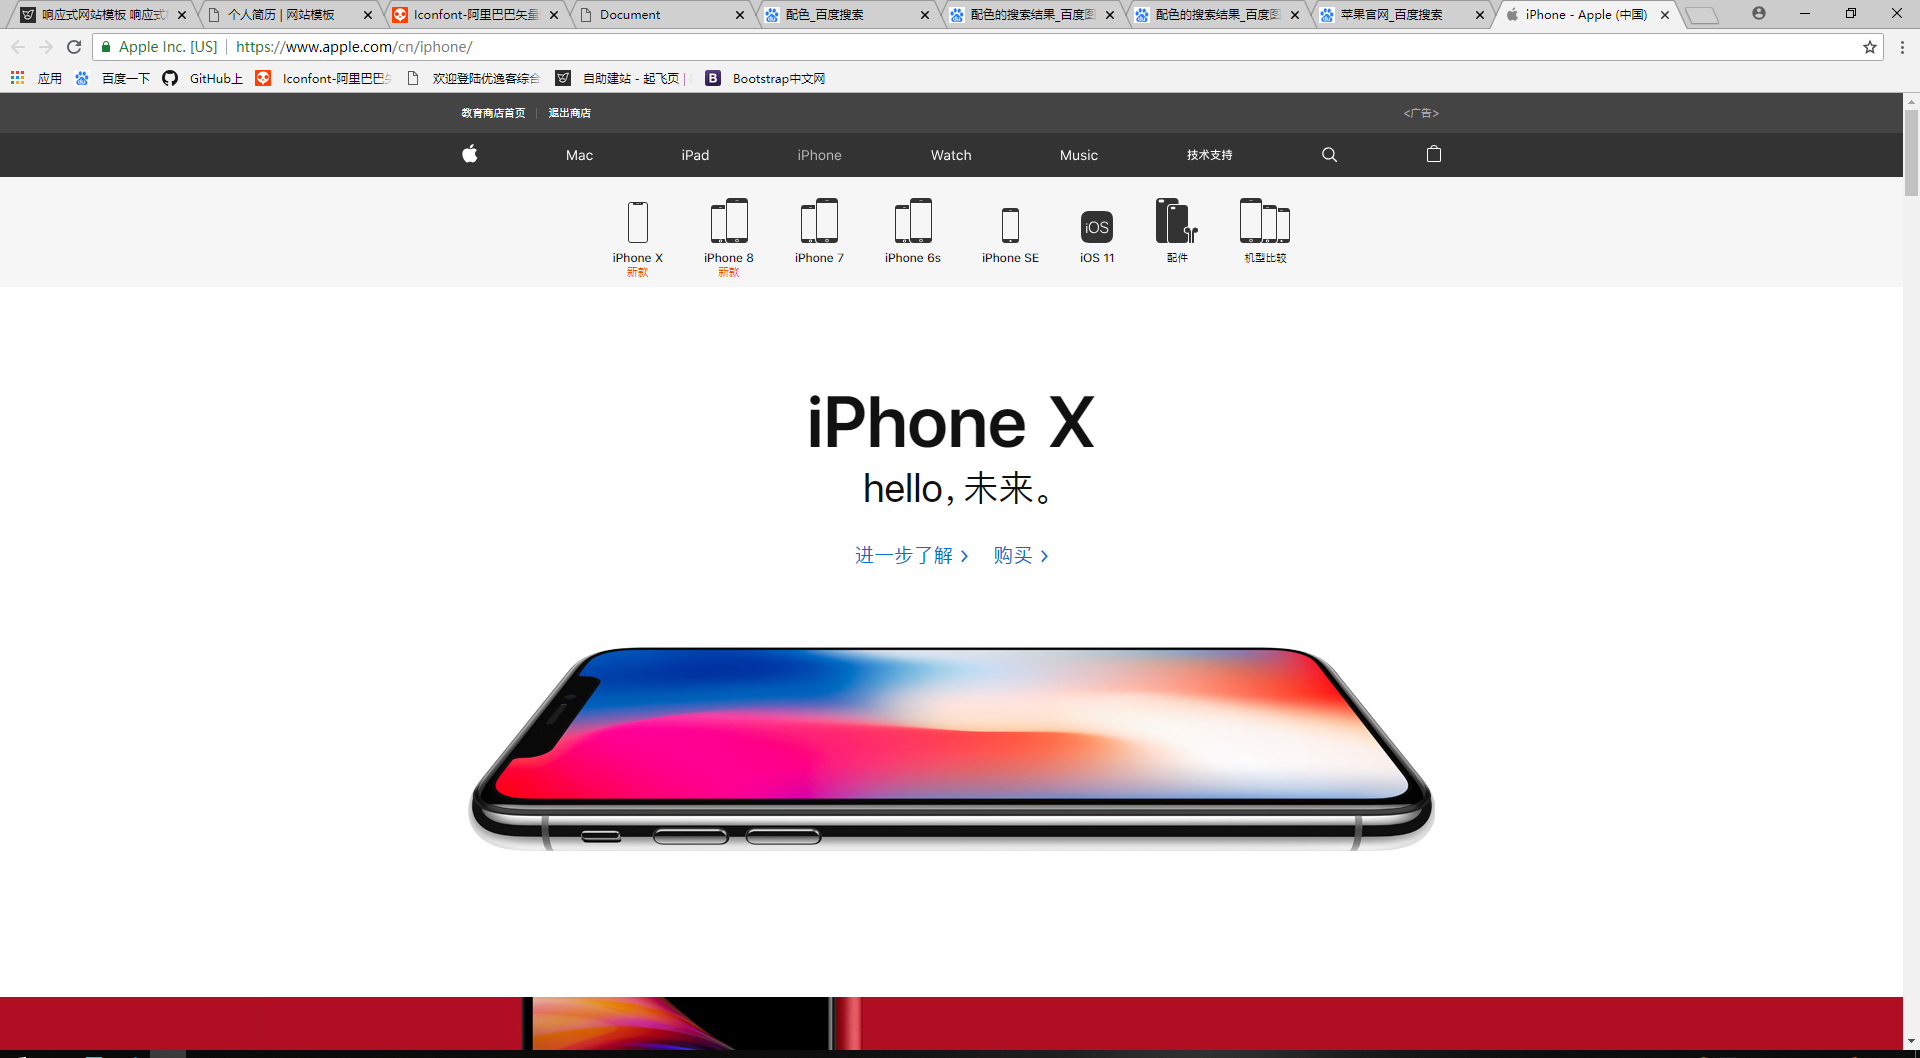 响应式网站模板 响应式
个人简历 | 网站模板
Iconfont-阿里巴巴矢量
Document
配色_百度搜索
配色的搜索结果_百度图
配色的搜索结果_百度图
苹果官网_百度搜索
iPhone - Apple (中国)
Apple Inc. [US] | https://www.apple.com/cn/iphone/
应用 百度一下 GitHub上 Iconfont-阿里巴巴矢 欢迎登陆优逸客综合 自助建站 - 起飞页 | Bootstrap中文网
教育商店首页 | 退出商店 <广告>
Mac iPad iPhone Watch Music 技术支持
iOS
iPhone X iPhone 8 iPhone 7 iPhone 6s iPhone SE iOS 11 配件 机型比较
新款 新款
iPhone X
hello, 未来。
进一步了解 > 购买 >